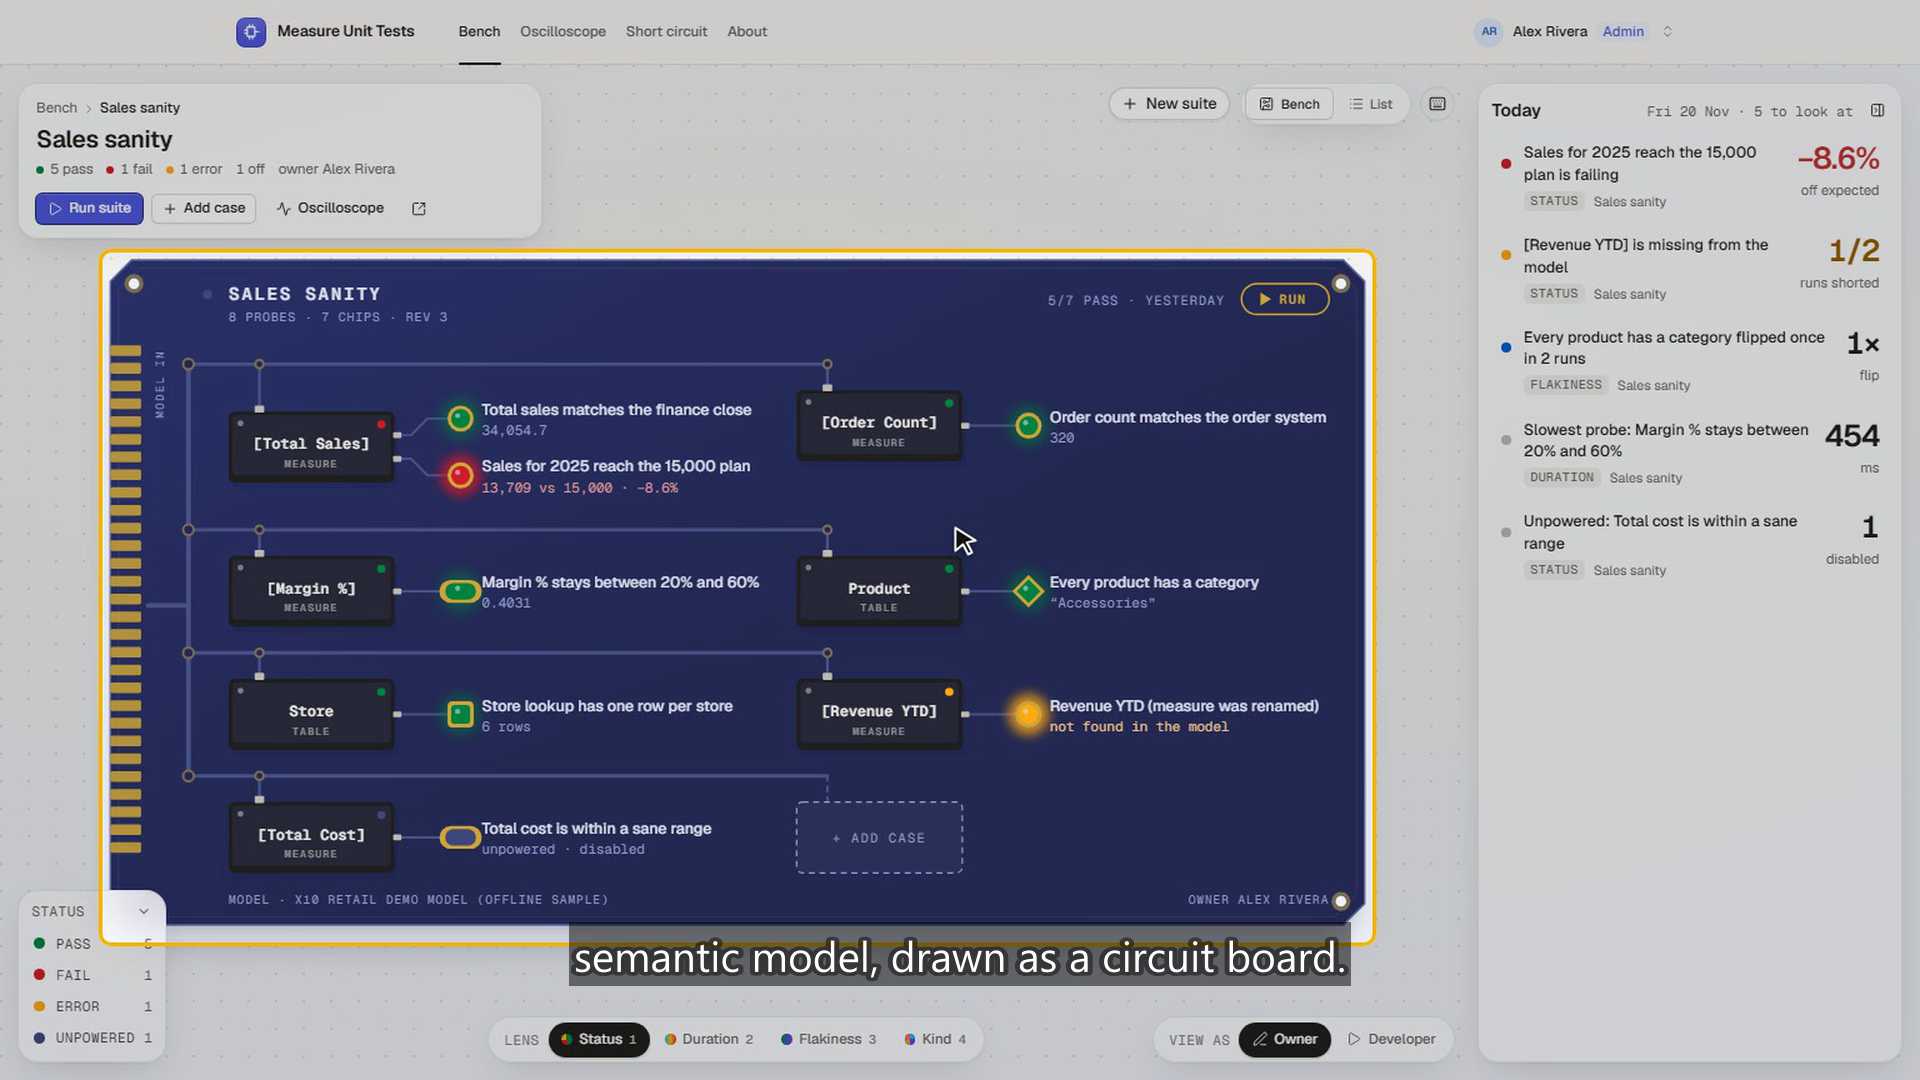 Measure Unit Tests
Bench
Oscilloscope
Short circuit
About
AR
Alex Rivera
Admin
Bench › Sales sanity
Sales sanity
5 pass
1 fail
1 error
1 off
owner Alex Rivera
Run suite
+ Add case
Oscilloscope
+ New suite
Bench
List
SALES SANITY
8 PROBES · 7 CHIPS · REV 3
5/7 PASS · YESTERDAY
RUN
MODEL IN
[Total Sales]
MEASURE
Total sales matches the finance close
34,054.7
Sales for 2025 reach the 15,000 plan
13,709 vs 15,000 · −8.6%
[Order Count]
MEASURE
Order count matches the order system
320
[Margin %]
MEASURE
Margin % stays between 20% and 60%
0.4031
Product
TABLE
Every product has a category
“Accessories”
Store
TABLE
Store lookup has one row per store
6 rows
[Revenue YTD]
MEASURE
Revenue YTD (measure was renamed)
not found in the model
[Total Cost]
MEASURE
Total cost is within a sane range
unpowered · disabled
+ ADD CASE
MODEL · X10 RETAIL DEMO MODEL (OFFLINE SAMPLE)
OWNER ALEX RIVERA
semantic model, drawn as a circuit board.
STATUS
PASS 5
FAIL 1
ERROR 1
UNPOWERED 1
LENS
Status 1
Duration 2
Flakiness 3
Kind 4
VIEW AS
Owner
Developer
Today
Fri 20 Nov · 5 to look at
Sales for 2025 reach the 15,000
plan is failing
STATUS Sales sanity
−8.6%
off expected
[Revenue YTD] is missing from the
model
STATUS Sales sanity
1/2
runs shorted
Every product has a category flipped once
in 2 runs
FLAKINESS Sales sanity
1×
flip
Slowest probe: Margin % stays between
20% and 60%
DURATION Sales sanity
454
ms
Unpowered: Total cost is within a sane
range
STATUS Sales sanity
1
disabled